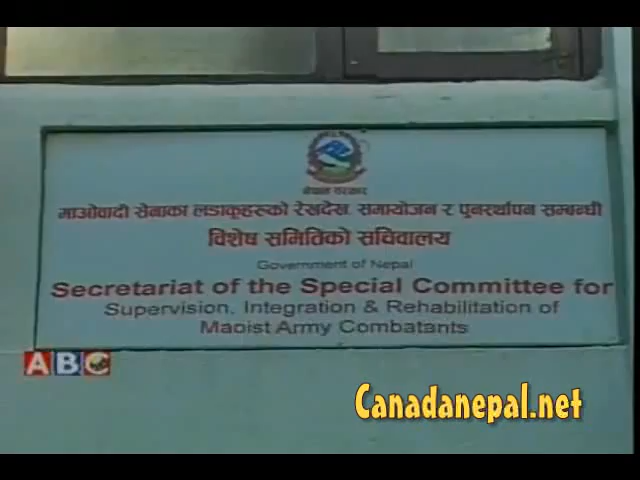 नेपाल सरकार
माओवादी सेनाका लडाकूहरुको रेखदेख, समायोजन र पुनर्स्थापन सम्बन्धी
विशेष समितिको सचिवालय
Government of Nepal
Secretariat of the Special Committee for
Supervision, Integration & Rehabilitation of
Maoist Army Combatants
ABC
Canadanepal.net